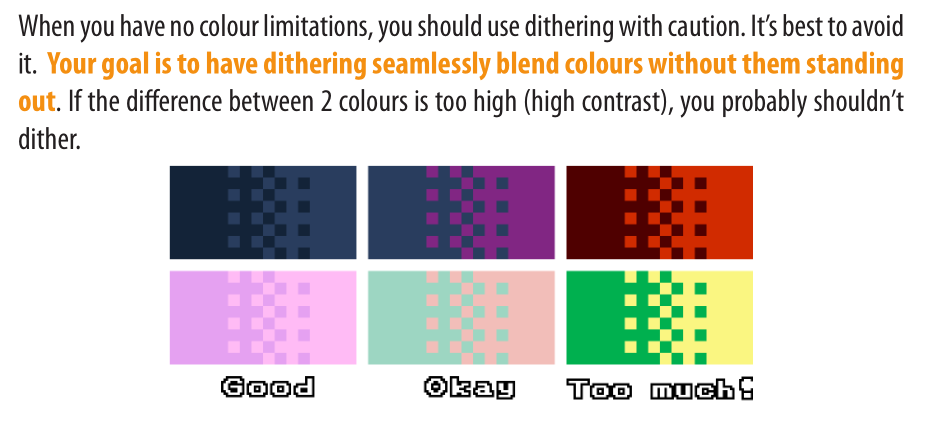 When you have no colour limitations, you should use dithering with caution. It’s best to avoid
it. Your goal is to have dithering seamlessly blend colours without them standing
out. If the difference between 2 colours is too high (high contrast), you probably shouldn’t
dither.
Good Okay Too much!